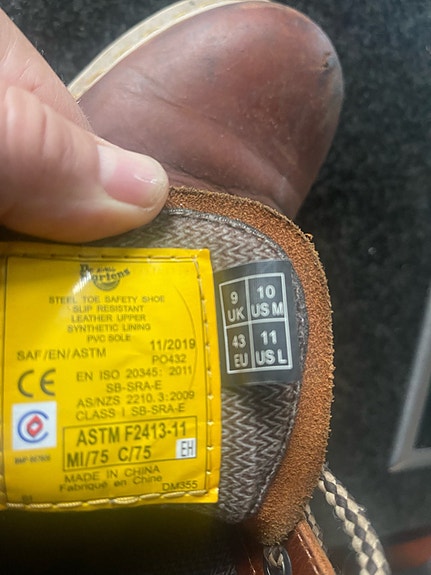 Dr. Martens
STEEL TOE SAFETY SHOE
SLIP RESISTANT
LEATHER UPPER
SYNTHETIC LINING
PVC SOLE
11/2019
SAF/EN/ASTM PO432
CE EN ISO 20345: 2011
SB-SRA-E
AS/NZS 2210.3:2009
CLASS I SB-SRA-E
ASTM F2413-11
MI/75 C/75 EH
MADE IN CHINA
Fabriqué en Chine
DM355
9 UK
10 US M
43 EU
11 US L